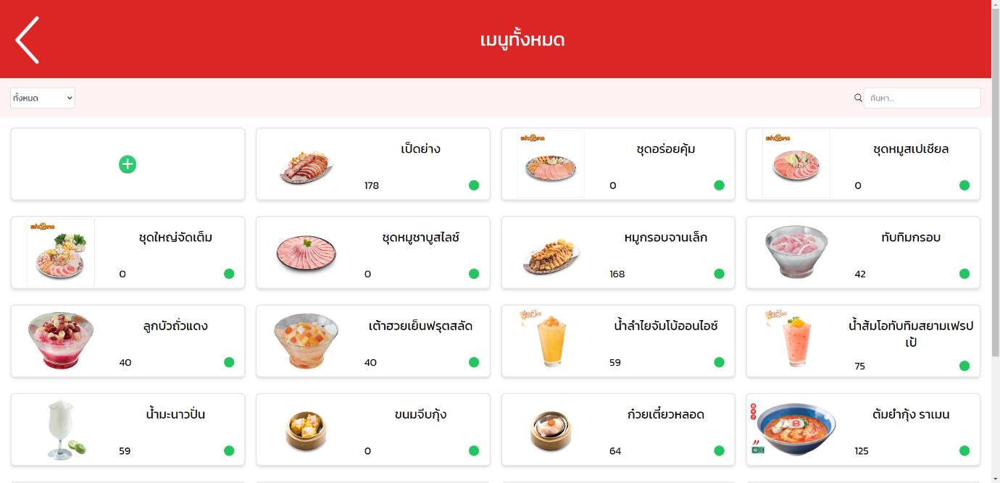 เมนูทั้งหมด
ทั้งหมด
ค้นหา...
เป็ดย่าง
178
ชุดอร่อยคุ้ม
0
ชุดหมูสเปเชียล
0
ชุดใหญ่จัดเต็ม
0
ชุดหมูชาบูสไลซ์
0
หมูกรอบจานเล็ก
168
ทับทิมกรอบ
42
ลูกบัวถั่วแดง
40
เต้าฮวยเย็นฟรุตสลัด
40
น้ำลำไยจัมโบ้ออนไอซ์
59
น้ำส้มโอทับทิมสยามเฟรป
เป้
75
น้ำมะนาวปั่น
59
ขนมจีบกุ้ง
0
ก๋วยเตี๋ยวหลอด
64
ต้มยำกุ้ง ราเมน
125